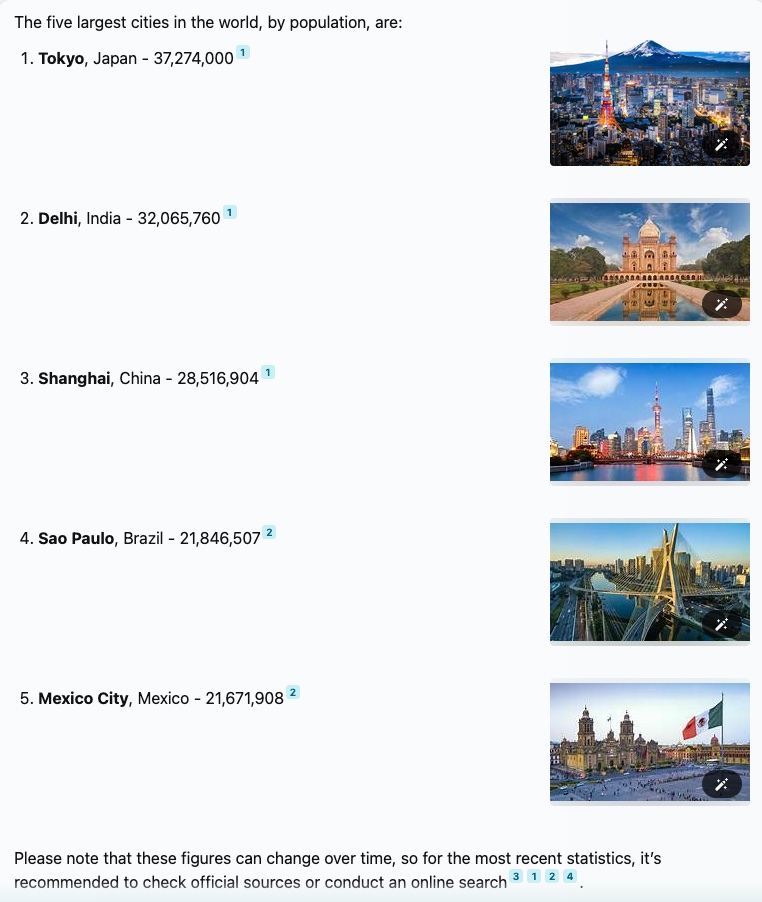 The five largest cities in the world, by population, are:
1. Tokyo, Japan - 37,274,000 1
2. Delhi, India - 32,065,760 1
3. Shanghai, China - 28,516,904 1
4. Sao Paulo, Brazil - 21,846,507 2
5. Mexico City, Mexico - 21,671,908 2
Please note that these figures can change over time, so for the most recent statistics, it’s
recommended to check official sources or conduct an online search 3 1 2 4 .